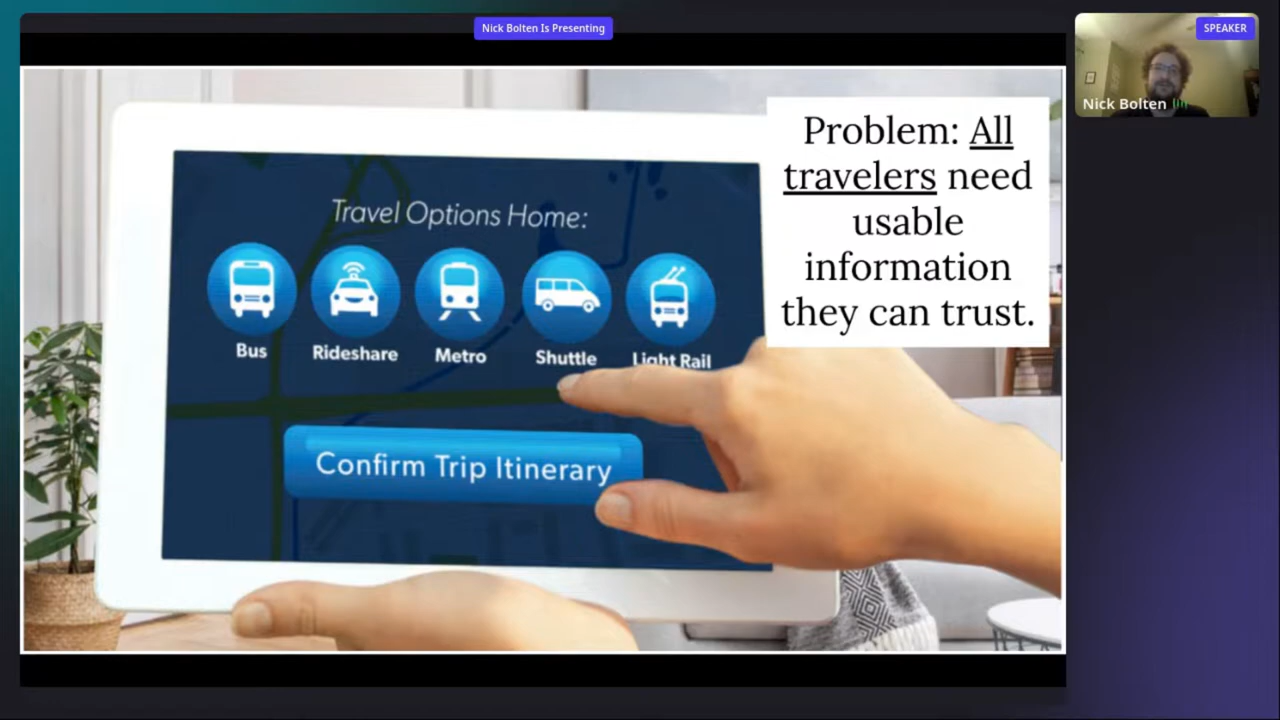 Nick Bolten Is Presenting
SPEAKER
Nick Bolten
Problem: All
travelers need
usable
information
they can trust.
Travel Options Home:
Bus
Rideshare
Metro
Shuttle
Light Rail
Confirm Trip Itinerary